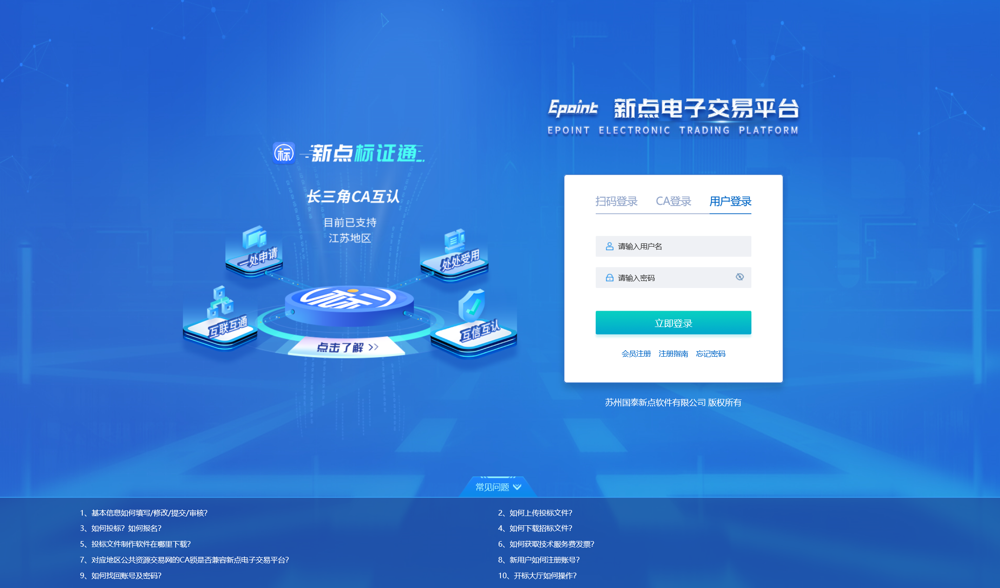 Epoint 新点电子交易平台
EPOINT ELECTRONIC TRADING PLATFORM
标 新点标证通
长三角CA互认
目前已支持
江苏地区
一处申请
处处受用
互联互通
互信互认
点击了解 >>
扫码登录 CA登录 用户登录
请输入用户名
请输入密码
立即登录
会员注册 注册指南 忘记密码
苏州国泰新点软件有限公司 版权所有
常见问题
1、基本信息如何填写/修改/提交/审核?
2、如何上传投标文件?
3、如何投标? 如何报名?
4、如何下载招标文件?
5、投标文件制作软件在哪里下载?
6、如何获取技术服务费发票?
7、对应地区公共资源交易网的CA锁是否兼容新点电子交易平台?
8、新用户如何注册账号?
9、如何找回账号及密码?
10、开标大厅如何操作?